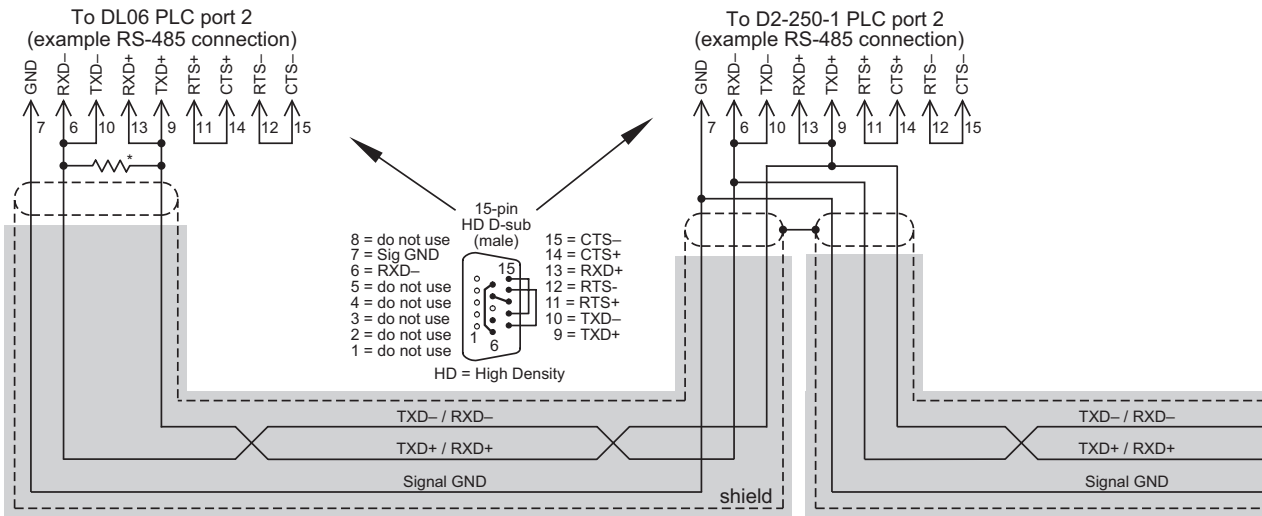 To DL06 PLC port 2
(example RS-485 connection)
GND RXD– TXD– RXD+ TXD+ RTS+ CTS+ RTS– CTS–
7 6 10 13 9 11 14 12 15
*
To D2-250-1 PLC port 2
(example RS-485 connection)
GND RXD– TXD– RXD+ TXD+ RTS+ CTS+ RTS– CTS–
7 6 10 13 9 11 14 12 15
15-pin
HD D-sub
(male)
8 = do not use
7 = Sig GND
6 = RXD–
5 = do not use
4 = do not use
3 = do not use
2 = do not use
1 = do not use
15
1
6
15 = CTS–
14 = CTS+
13 = RXD+
12 = RTS-
11 = RTS+
10 = TXD–
9 = TXD+
HD = High Density
TXD– / RXD–
TXD+ / RXD+
Signal GND
shield
TXD– / RXD–
TXD+ / RXD+
Signal GND